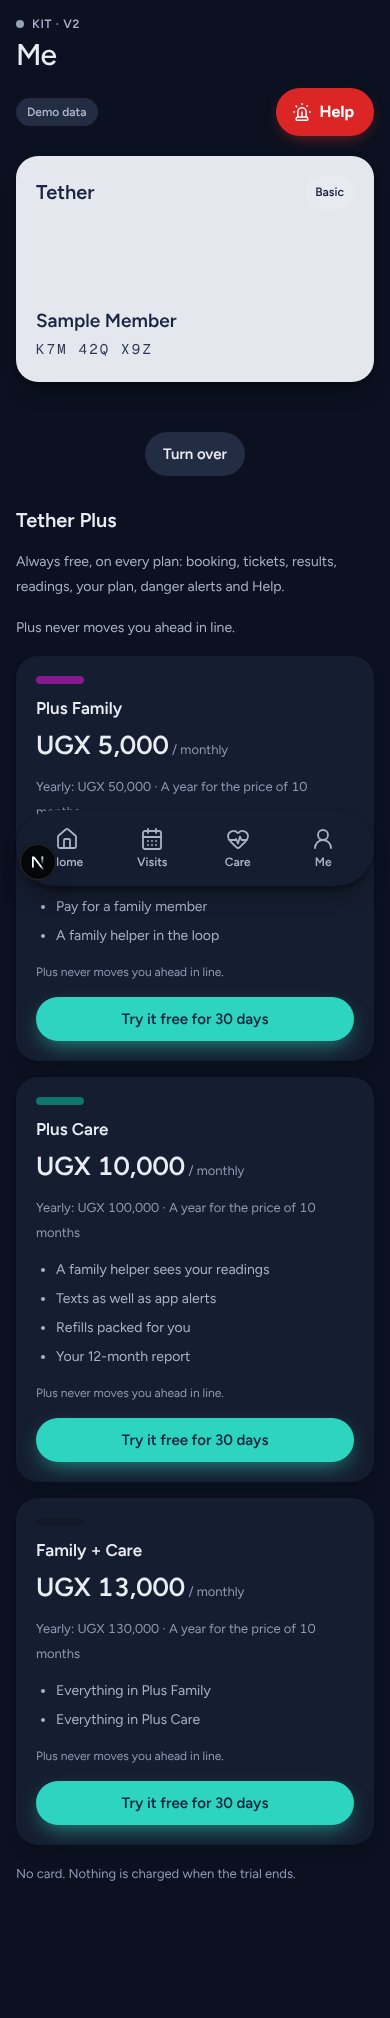 KIT · V2
Me
Demo data
Help
Tether
Basic
Sample Member
K7M 42Q X9Z
Turn over
Tether Plus
Always free, on every plan: booking, tickets, results,
readings, your plan, danger alerts and Help.
Plus never moves you ahead in line.
Plus Family
UGX 5,000 / monthly
Yearly: UGX 50,000 · A year for the price of 10
Visits
Care
Me
Pay for a family member
A family helper in the loop
Plus never moves you ahead in line.
Try it free for 30 days
Plus Care
UGX 10,000 / monthly
Yearly: UGX 100,000 · A year for the price of 10
months
A family helper sees your readings
Texts as well as app alerts
Refills packed for you
Your 12-month report
Plus never moves you ahead in line.
Try it free for 30 days
Family + Care
UGX 13,000 / monthly
Yearly: UGX 130,000 · A year for the price of 10
months
Everything in Plus Family
Everything in Plus Care
Plus never moves you ahead in line.
Try it free for 30 days
No card. Nothing is charged when the trial ends.